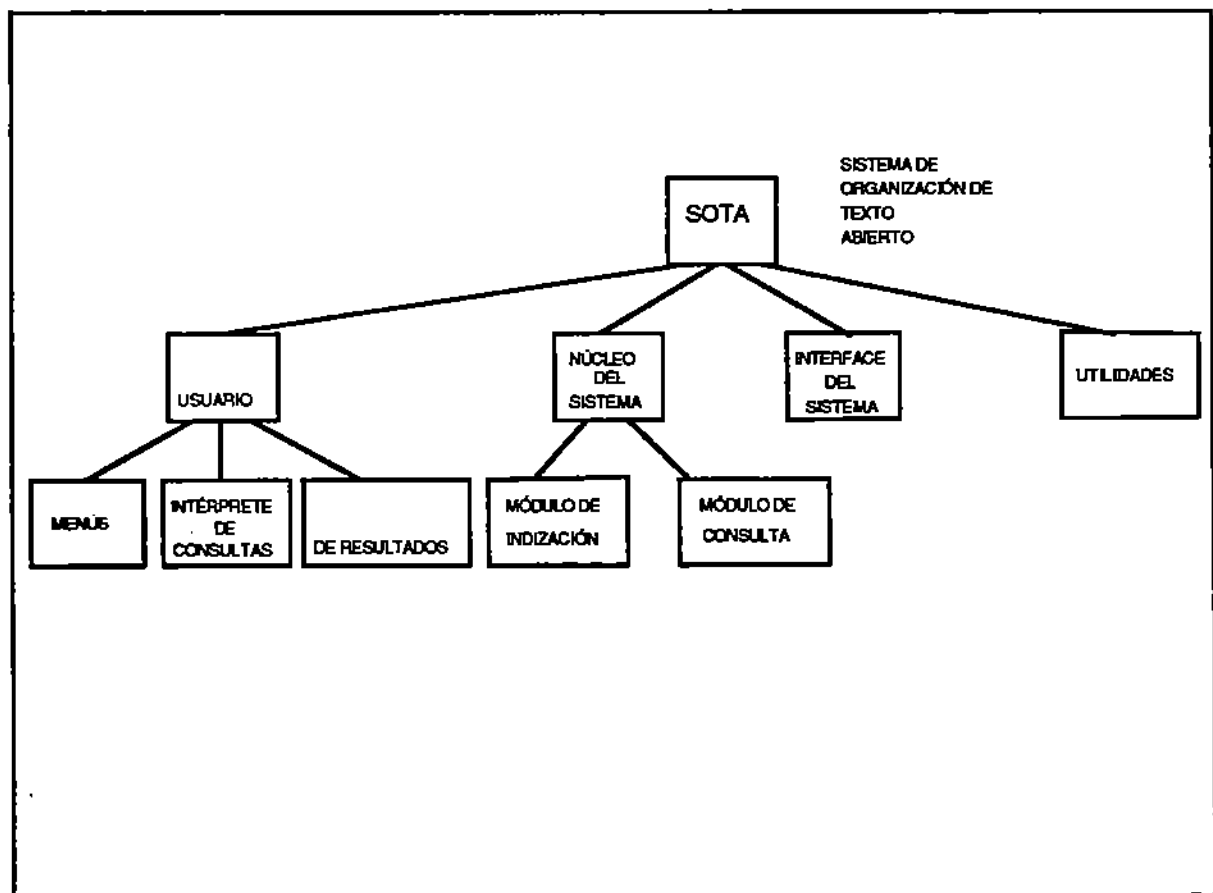 SISTEMA DE
ORGANIZACIÓN DE
TEXTO
ABIERTO
SOTA
USUARIO
NÚCLEO
DEL
SISTEMA
INTERFACE
DEL
SISTEMA
UTILIDADES
MENÚS
INTÉRPRETE
DE
CONSULTAS
DE RESULTADOS
MÓDULO DE
INDIZACIÓN
MÓDULO DE
CONSULTA